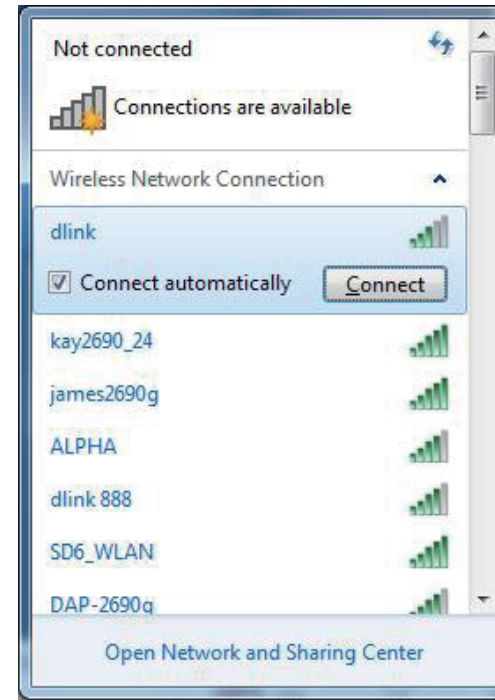 Not connected
Connections are available
Wireless Network Connection
dlink
Connect automatically Connect
kay2690_24
james2690g
ALPHA
dlink 888
SD6_WLAN
DAP-2690g
Open Network and Sharing Center